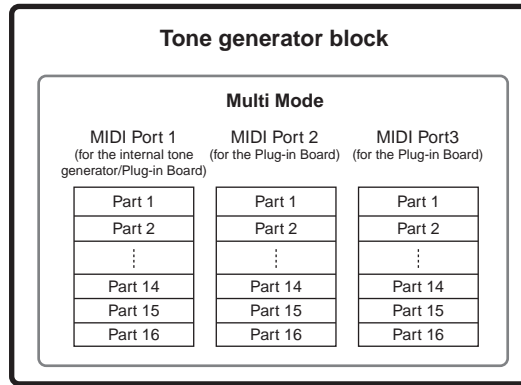 Tone generator block
Multi Mode
MIDI Port 1
(for the internal tone
generator/Plug-in Board)
Part 1
Part 2
Part 14
Part 15
Part 16
MIDI Port 2
(for the Plug-in Board)
Part 1
Part 2
Part 14
Part 15
Part 16
MIDI Port3
(for the Plug-in Board)
Part 1
Part 2
Part 14
Part 15
Part 16